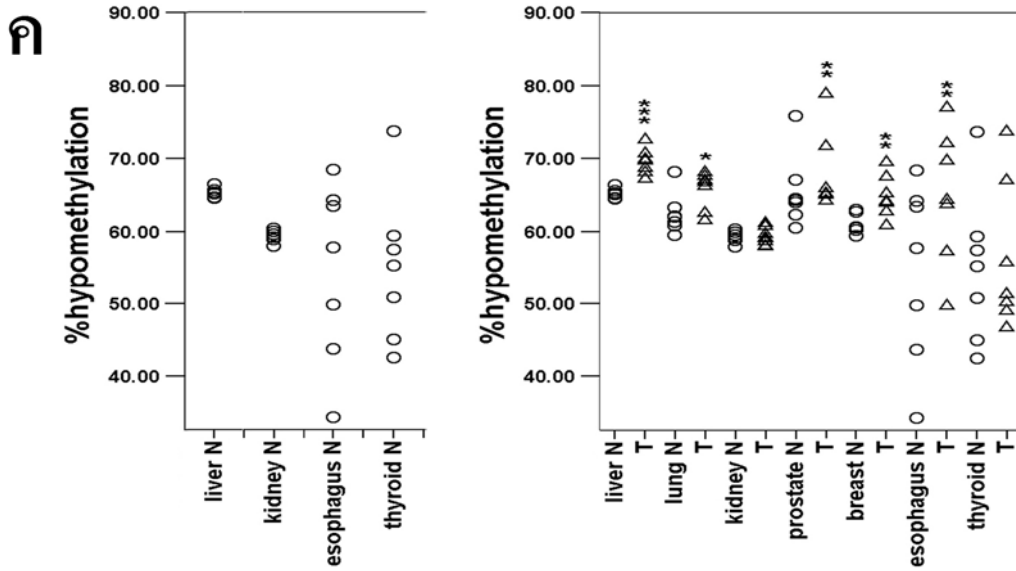 ค
90.00
80.00
70.00
60.00
50.00
40.00
%hypomethylation
liver N
kidney N
esophagus N
thyroid N
90.00
80.00
70.00
60.00
50.00
40.00
%hypomethylation
***
*
**
**
**
liver N
T
lung N
T
kidney N
T
prostate N
T
breast N
T
esophagus N
T
thyroid N
T